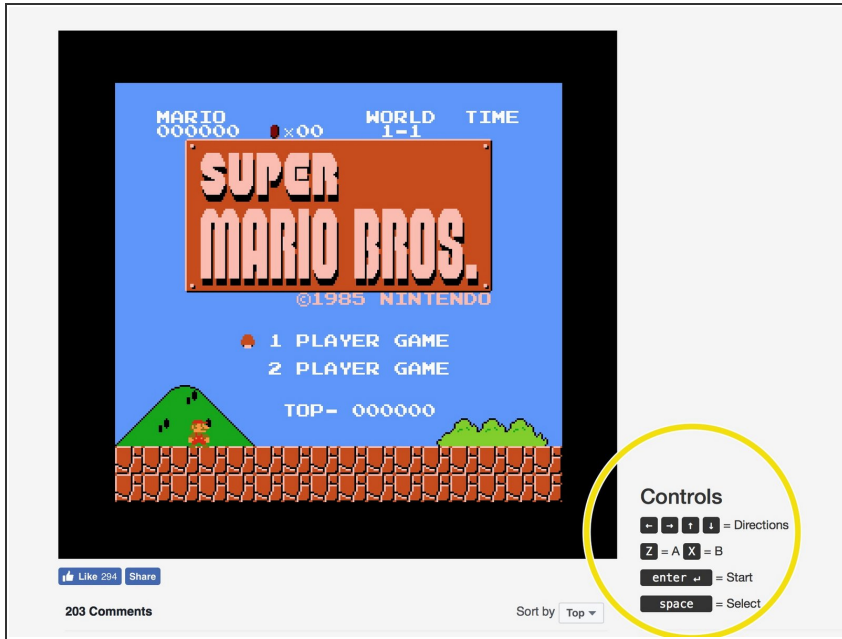 MARIO WORLD TIME
000000 ×00 1-1
SUPER
MARIO BROS.
©1985 NINTENDO
1 PLAYER GAME
2 PLAYER GAME
TOP- 000000
Controls
← → ↑ ↓ = Directions
Z = A X = B
enter ↵ = Start
space = Select
Like 294 Share
203 Comments Sort by Top